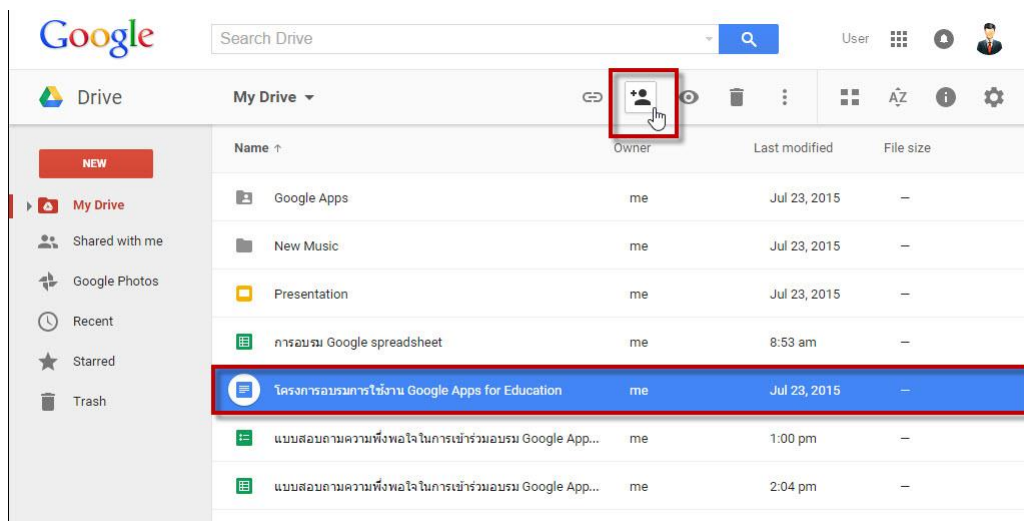 Google
Search Drive
User
Drive
My Drive
AZ
NEW
Name ↑ Owner Last modified File size
My Drive
Shared with me
Google Photos
Recent
Starred
Trash
Google Apps me Jul 23, 2015 –
New Music me Jul 23, 2015 –
Presentation me Jul 23, 2015 –
การอบรม Google spreadsheet me 8:53 am –
โครงการอบรมการใช้งาน Google Apps for Education me Jul 23, 2015 –
แบบสอบถามความพึงพอใจในการเข้าร่วมอบรม Google App... me 1:00 pm –
แบบสอบถามความพึงพอใจในการเข้าร่วมอบรม Google App... me 2:04 pm –